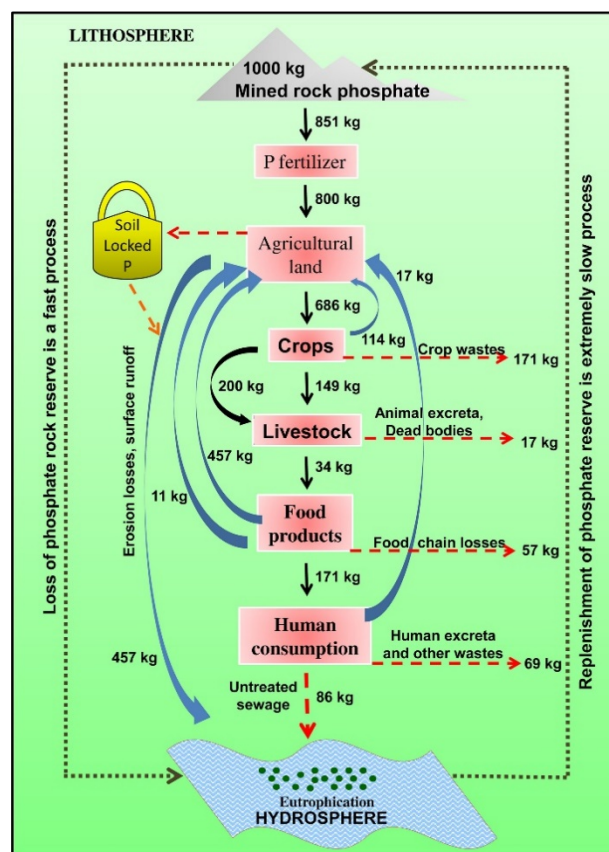 LITHOSPHERE
1000 kg
Mined rock phosphate
851 kg
P fertilizer
800 kg
Soil
Locked
P
Agricultural
land
17 kg
686 kg
114 kg
Crops
Crop wastes
171 kg
200 kg
149 kg
Livestock
Animal excreta,
Dead bodies
17 kg
457 kg
34 kg
11 kg
Food
products
Food chain losses
57 kg
171 kg
Human
consumption
Human excreta
and other wastes
69 kg
457 kg
Untreated
sewage
86 kg
Eutrophication
HYDROSPHERE
Loss of phosphate rock reserve is a fast process
Erosion losses, surface runoff
Replenishment of phosphate reserve is extremely slow process